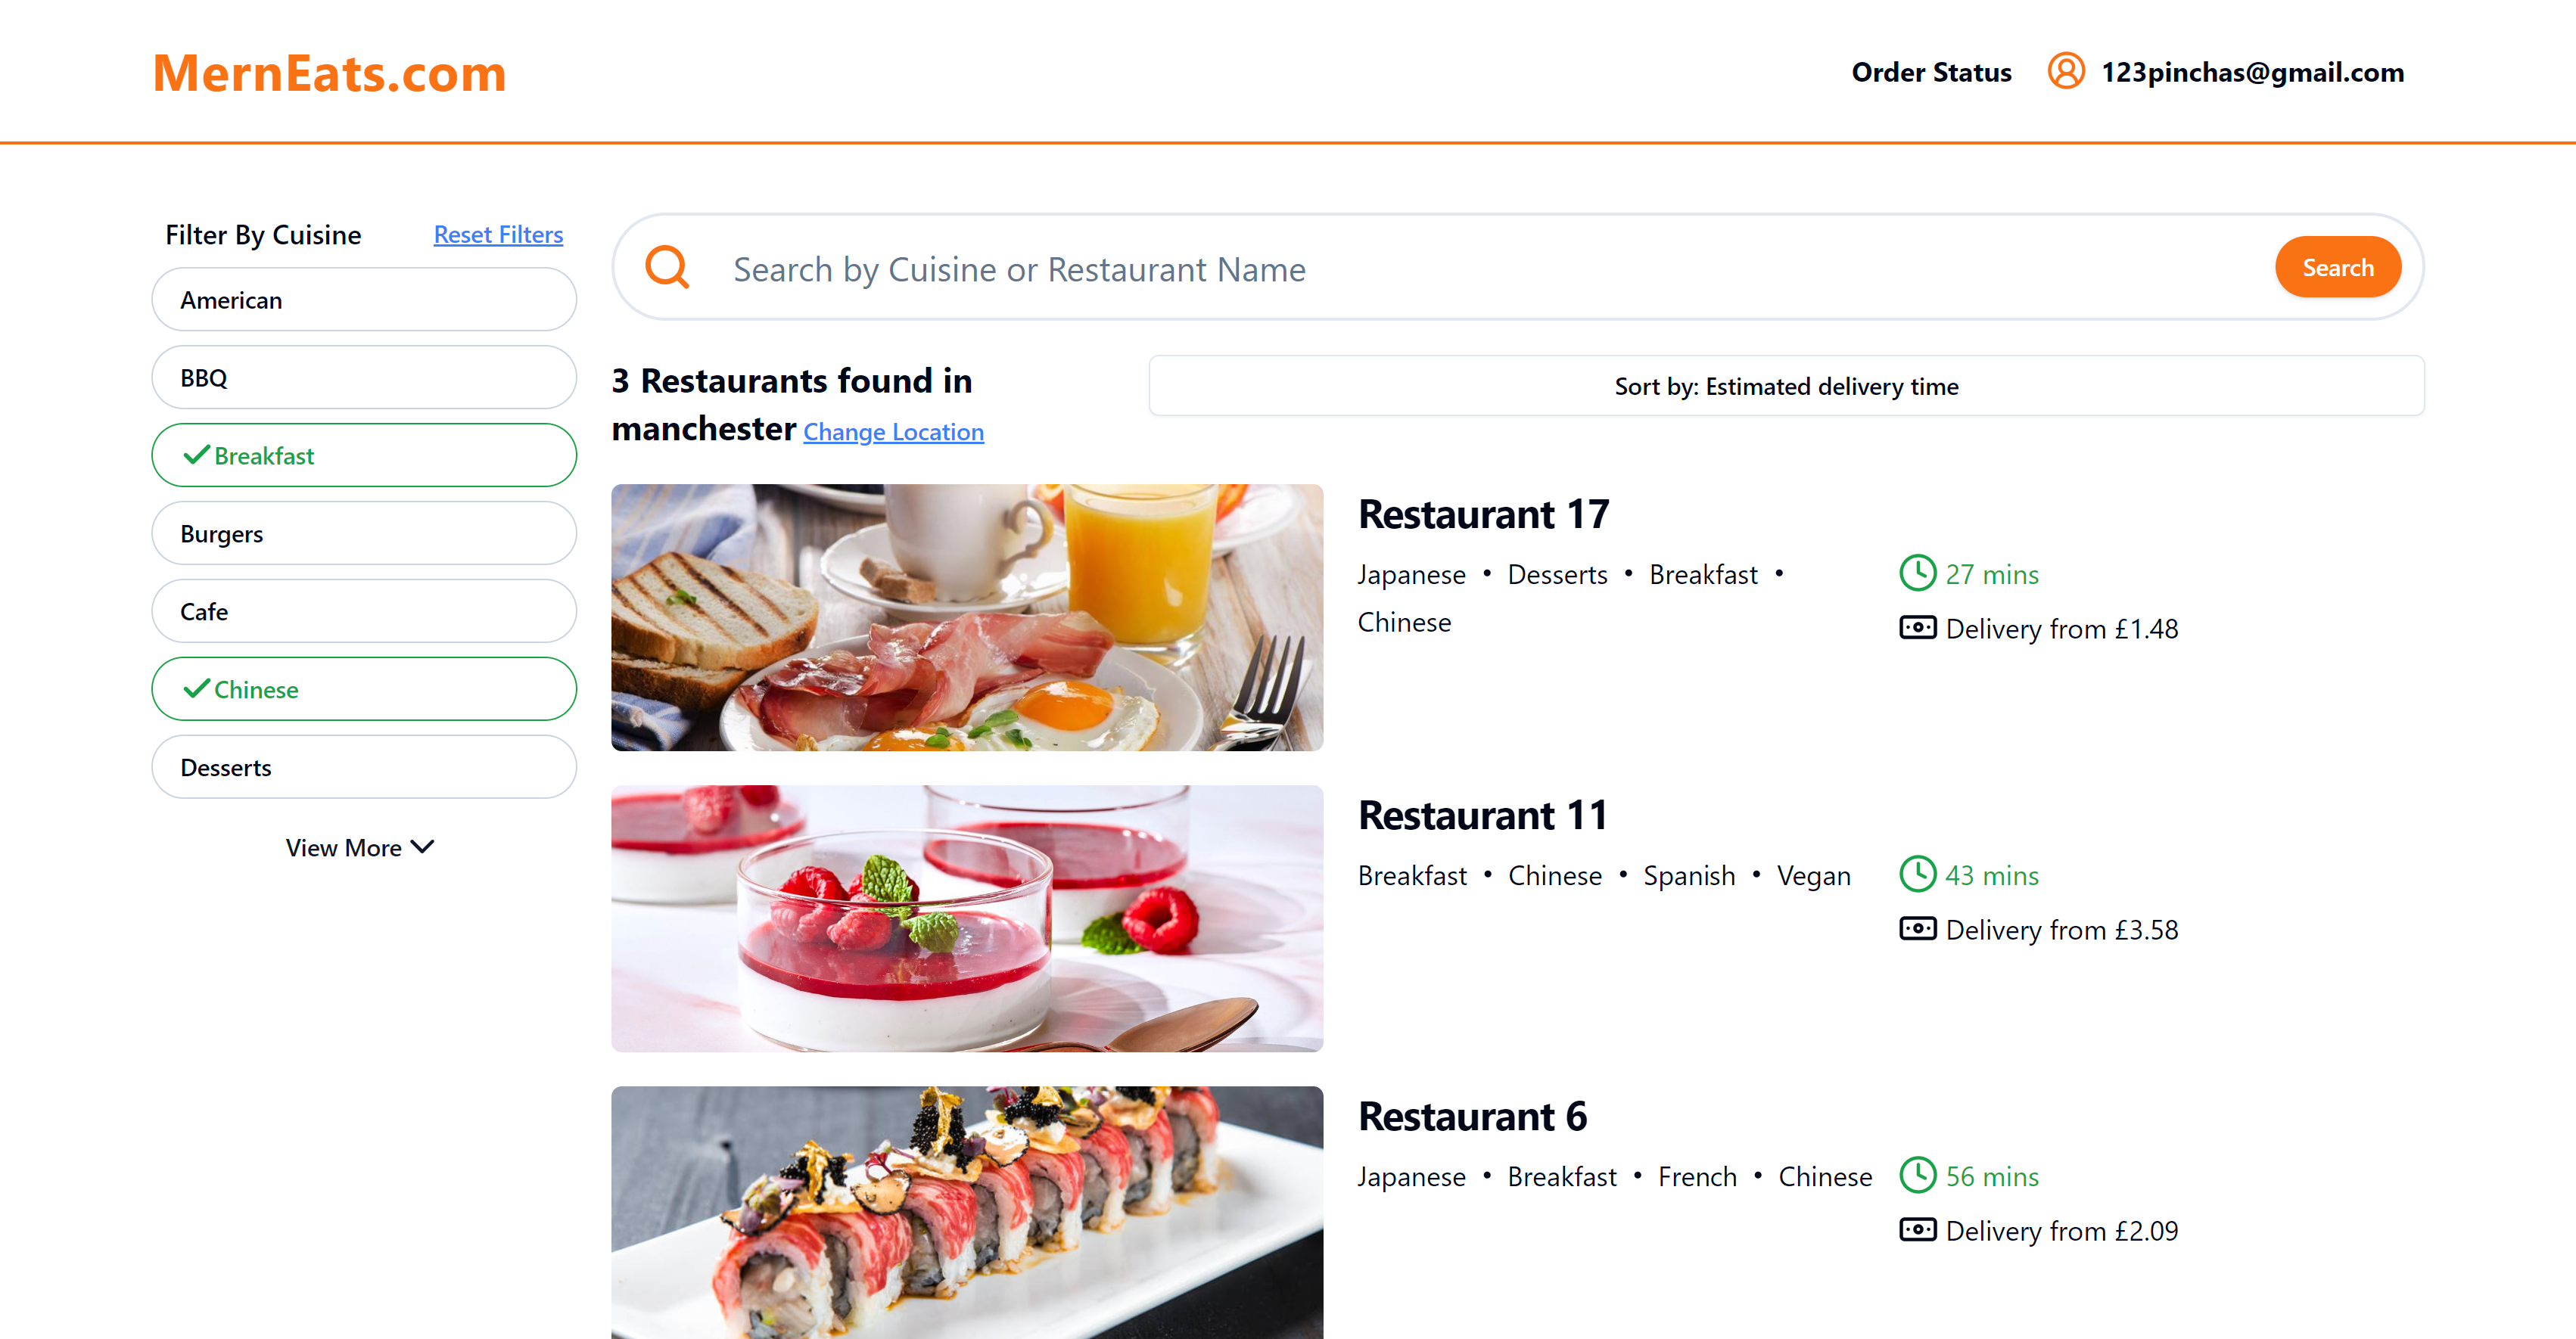 MernEats.com
Order Status
123pinchas@gmail.com
Filter By Cuisine
Reset Filters
American
BBQ
Breakfast
Burgers
Cafe
Chinese
Desserts
View More
Search by Cuisine or Restaurant Name
Search
3 Restaurants found in
manchester Change Location
Sort by: Estimated delivery time
Restaurant 17
Japanese • Desserts • Breakfast •
Chinese
27 mins
Delivery from £1.48
Restaurant 11
Breakfast • Chinese • Spanish • Vegan
43 mins
Delivery from £3.58
Restaurant 6
Japanese • Breakfast • French • Chinese
56 mins
Delivery from £2.09